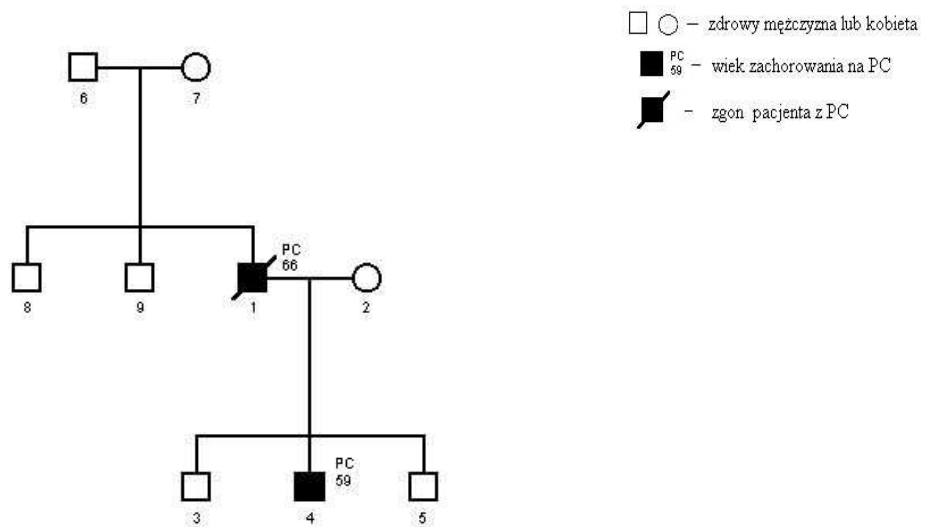 – zdrowy mężczyzna lub kobieta
PC
59 – wiek zachorowania na PC
– zgon pacjenta z PC
6
7
PC
66
8
9
1
2
PC
59
3
4
5